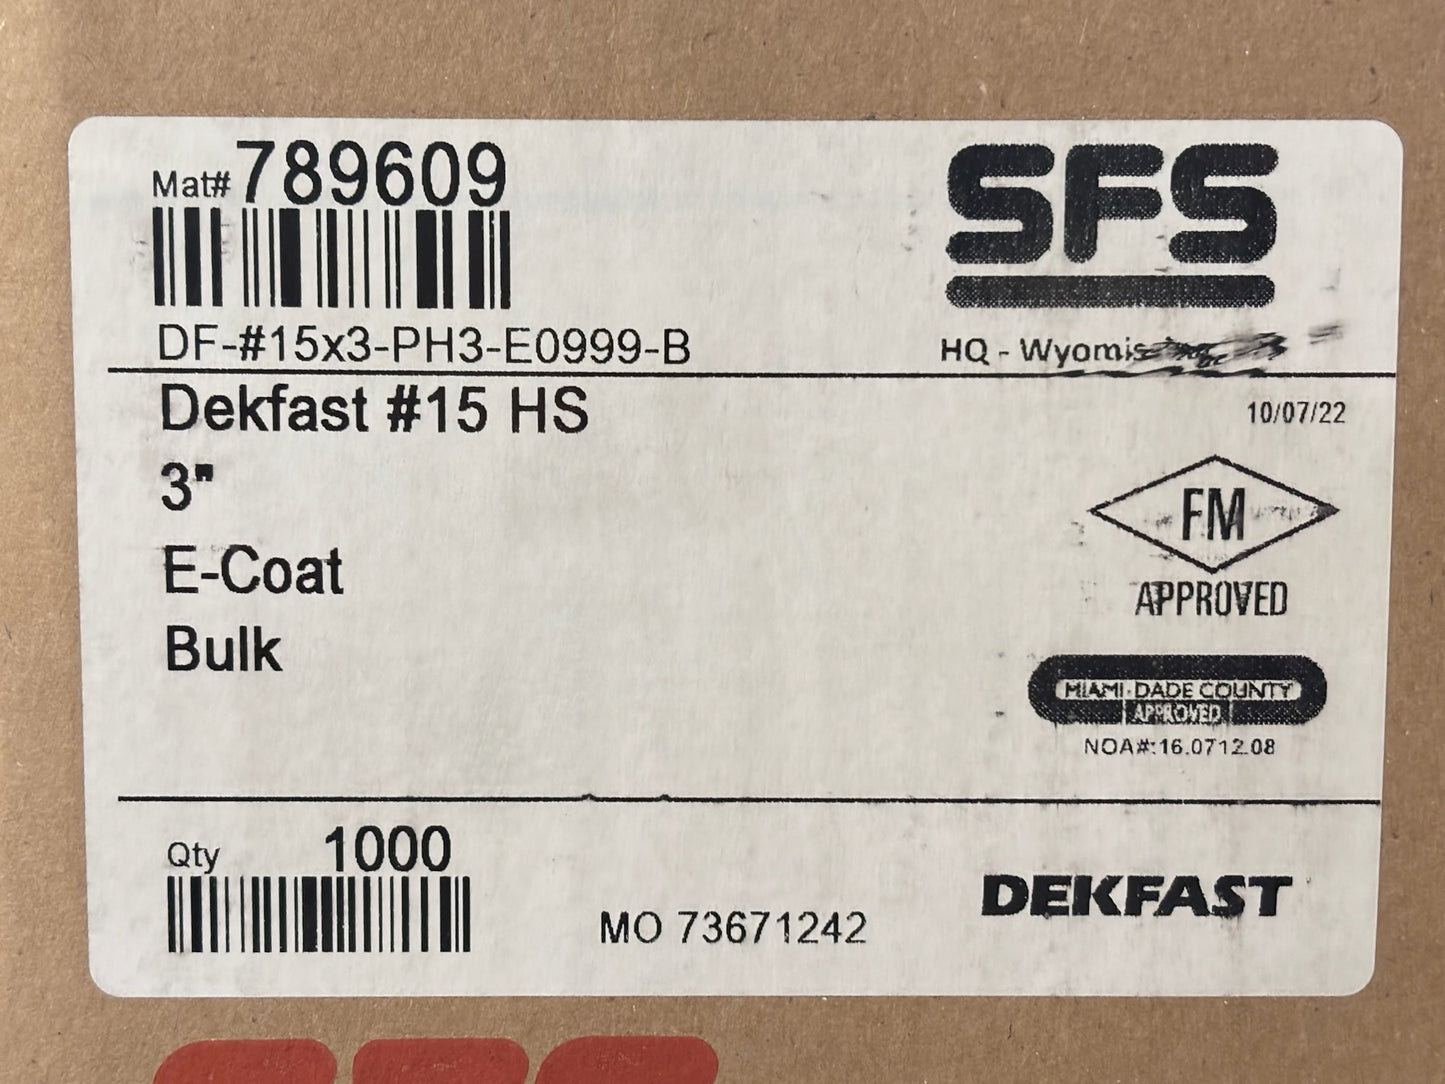 Mat# 789609
SFS
DF-#15x3-PH3-E0999-B
HQ -
Dekfast #15 HS
10/07/22
3"
FM
E-Coat
APPROVED
Bulk
MIAMI-DADE COUNTY
APPROVED
NOA#:16.0712.08
Qty 1000
DEKFAST
MO 73671242